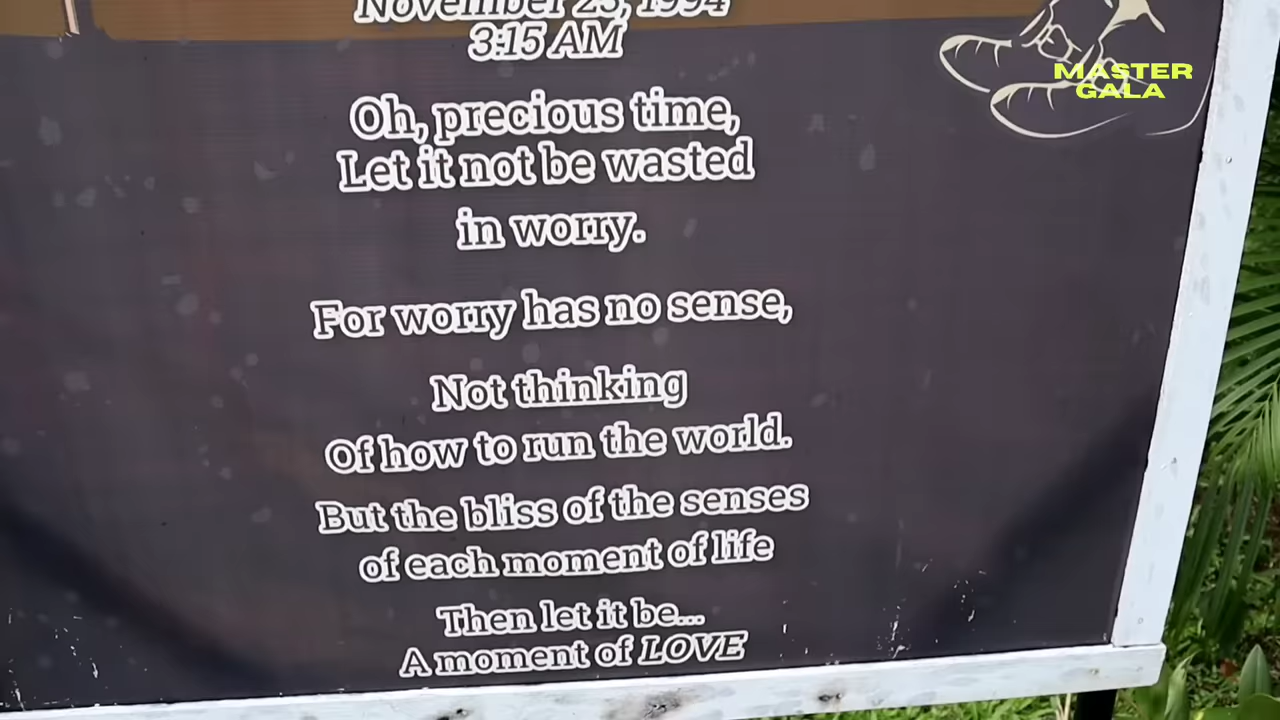 November 25, 1994
3:15 AM
Oh, precious time,
Let it not be wasted
in worry.
For worry has no sense,
Not thinking
Of how to run the world.
But the bliss of the senses
of each moment of life
Then let it be...
A moment of LOVE
MASTER
GALA